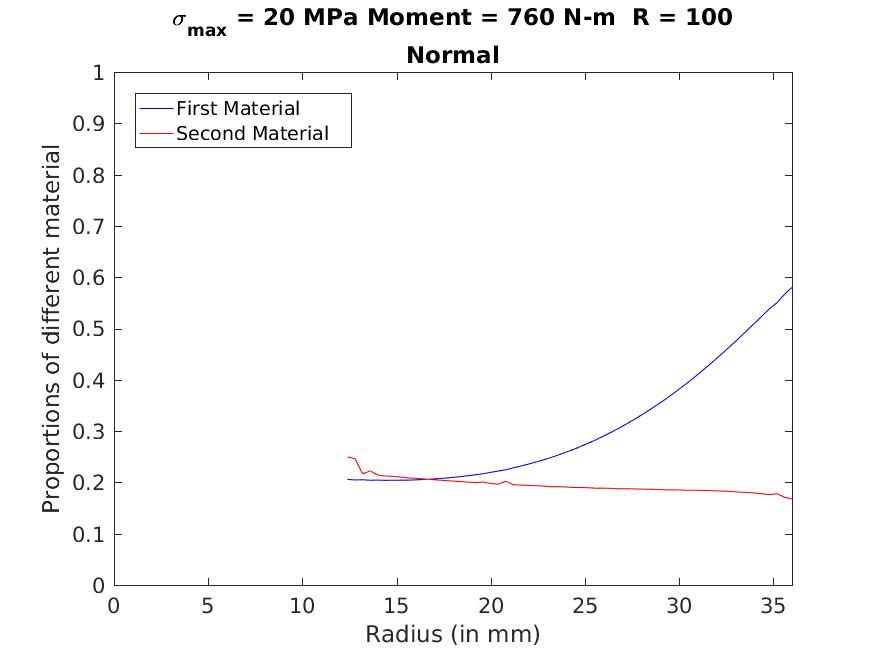 σmax = 20 MPa Moment = 760 N-m R = 100
Normal
First Material
Second Material
Proportions of different material
1
0.9
0.8
0.7
0.6
0.5
0.4
0.3
0.2
0.1
0
0 5 10 15 20 25 30 35
Radius (in mm)